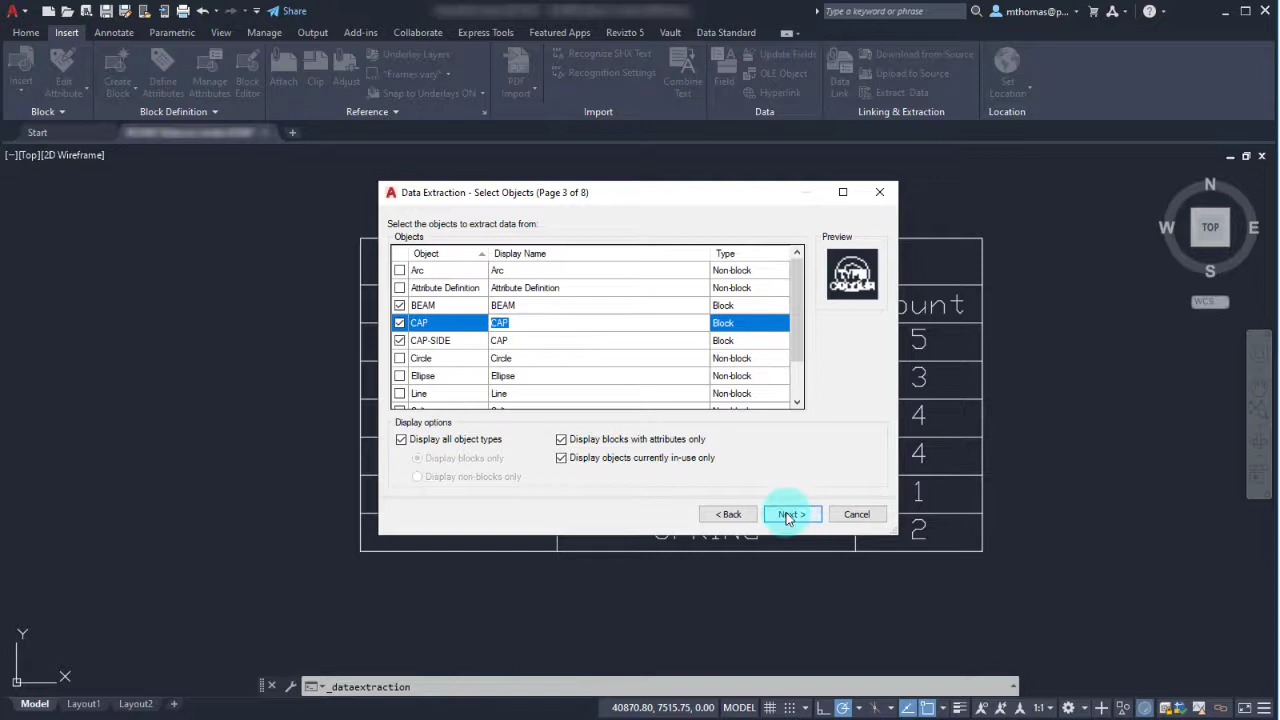 Share
Type a keyword or phrase
mthomas@p...
Home Insert Annotate Parametric View Manage Output Add-ins Collaborate Express Tools Featured Apps Revizto 5 Vault Data Standard
Insert
Edit Attribute
Create Block
Define Attributes
Manage Attributes
Block Editor
Attach
Clip
Adjust
Underlay Layers
*Frames vary*
Snap to Underlays ON
PDF Import
Recognize SHX Text
Recognition Settings
Combine Text
Field
Update Fields
OLE Object
Hyperlink
Data Link
Download from Source
Upload to Source
Extract Data
Set Location
Block Block Definition Reference Import Data Linking & Extraction Location
Start
[−][Top][2D Wireframe]
N
W TOP E
S
WCS
Data Extraction - Select Objects (Page 3 of 8)
Select the objects to extract data from:
Objects
Preview
Object Display Name Type
Arc Arc Non-block
Attribute Definition Attribute Definition Non-block
BEAM BEAM Block
CAP CAP Block
CAP-SIDE CAP Block
Circle Circle Non-block
Ellipse Ellipse Non-block
Line Line Non-block
TYPE
COLOUR
Display options
Display all object types
Display blocks only
Display non-blocks only
Display blocks with attributes only
Display objects currently in-use only
< Back Next > Cancel
ount
5
3
4
4
1
2
Y
X
_dataextraction
Model Layout1 Layout2 +
40870.80, 7515.75, 0.00 MODEL 1:1